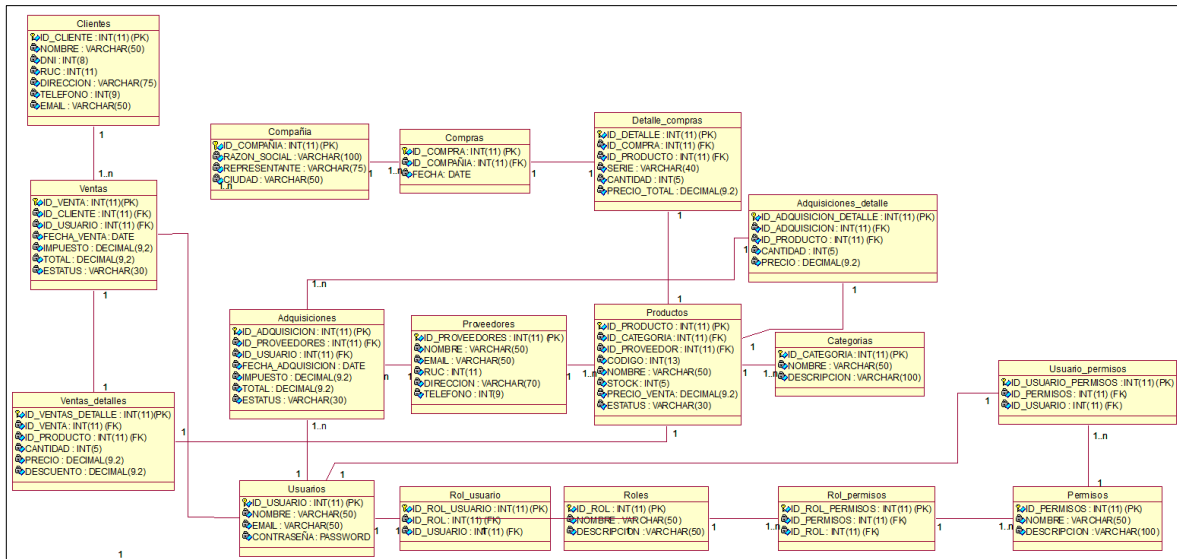 Clientes
ID_CLIENTE : INT(11) (PK)
NOMBRE : VARCHAR(50)
DNI : INT(8)
RUC : INT(11)
DIRECCION : VARCHAR(75)
TELEFONO : INT(9)
EMAIL : VARCHAR(50)
1
1..n
Compañia
ID_COMPAÑIA : INT(11) (PK)
RAZON_SOCIAL : VARCHAR(100)
REPRESENTANTE : VARCHAR(75)
CIUDAD : VARCHAR(50)
1..n
1
1..n
Compras
ID_COMPRA : INT(11) (PK)
ID_COMPAÑIA : INT(11) (FK)
FECHA : DATE
1
1
Detalle_compras
ID_DETALLE : INT(11) (PK)
ID_COMPRA : INT(11) (FK)
ID_PRODUCTO : INT(11) (FK)
SERIE : VARCHAR(40)
CANTIDAD : INT(5)
PRECIO_TOTAL : DECIMAL(9.2)
1
1
Adquisiciones_detalle
ID_ADQUISICION_DETALLE : INT(11) (PK)
ID_ADQUISICION : INT(11) (FK)
ID_PRODUCTO : INT(11) (FK)
CANTIDAD : INT(5)
PRECIO : DECIMAL(9.2)
1
1
1
Ventas
ID_VENTA : INT(11)(PK)
ID_CLIENTE : INT(11) (FK)
ID_USUARIO : INT(11) (FK)
FECHA_VENTA : DATE
IMPUESTO : DECIMAL(9,2)
TOTAL : DECIMAL(9,2)
ESTATUS : VARCHAR(30)
1
1
1
1..n
Adquisiciones
ID_ADQUISICION : INT(11) (PK)
ID_PROVEEDORES : INT(11) (FK)
ID_USUARIO : INT(11) (FK)
FECHA_ADQUISICION : DATE
IMPUESTO : DECIMAL(9.2)
TOTAL : DECIMAL(9.2)
ESTATUS : VARCHAR(30)
n
1
1..n
1
Proveedores
ID_PROVEEDORES : INT(11) (PK)
NOMBRE : VARCHAR(50)
EMAIL : VARCHAR(50)
RUC : INT(11)
DIRECCION : VARCHAR(70)
TELEFONO : INT(9)
1
1..n
Productos
ID_PRODUCTO : INT(11) (PK)
ID_CATEGORIA : INT(11) (FK)
ID_PROVEEDOR : INT(11) (FK)
CODIGO : INT(13)
NOMBRE : VARCHAR(50)
STOCK : INT(5)
PRECIO_VENTA : DECIMAL(9.2)
ESTATUS : VARCHAR(30)
1
1
1..n
Categorias
ID_CATEGORIA : INT(11) (PK)
NOMBRE : VARCHAR(50)
DESCRIPCION : VARCHAR(100)
Usuario_permisos
ID_USUARIO_PERMISOS : INT(11) (PK)
ID_PERMISOS : INT(11) (FK)
ID_USUARIO : INT(11) (FK)
1
1..n
Ventas_detalles
ID_VENTAS_DETALLE : INT(11)(PK)
ID_VENTA : INT(11) (FK)
ID_PRODUCTO : INT(11) (FK)
CANTIDAD : INT(5)
PRECIO : DECIMAL(9.2)
DESCUENTO : DECIMAL(9.2)
1
1
Usuarios
ID_USUARIO : INT(11) (PK)
NOMBRE : VARCHAR(50)
EMAIL : VARCHAR(50)
CONTRASEÑA : PASSWORD
1
1
Rol_usuario
ID_ROL_USUARIO : INT(11) (PK)
ID_ROL : INT(11) (FK)
ID_USUARIO : INT(11) (FK)
1
1..n
Roles
ID_ROL : INT(11) (PK)
NOMBRE : VARCHAR(50)
DESCRIPCION : VARCHAR(50)
1
1..n
Rol_permisos
ID_ROL_PERMISOS : INT(11) (PK)
ID_PERMISOS : INT(11) (FK)
ID_ROL : INT(11) (FK)
1
1..n
1
Permisos
ID_PERMISOS : INT(11) (PK)
NOMBRE : VARCHAR(50)
DESCRIPCION : VARCHAR(100)
1